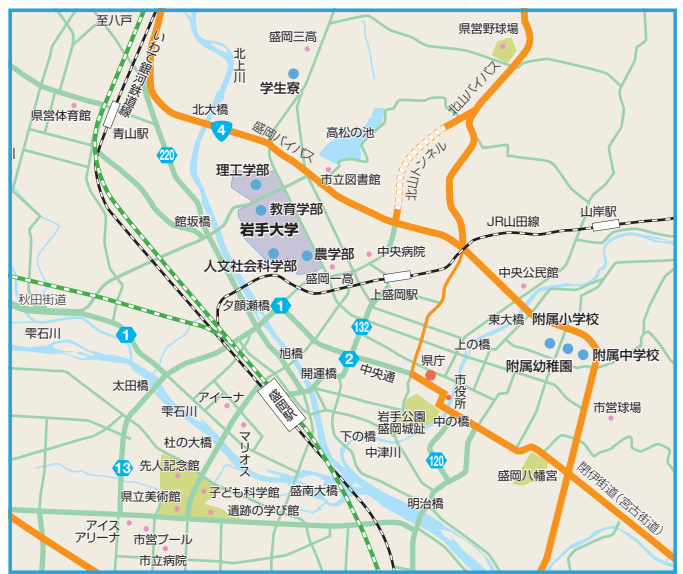 至八戸
いわて銀河鉄道線
北上川
盛岡三高
県営野球場
学生寮
県営体育館
北大橋
北山バイパス
青山駅
4
盛岡バイパス
高松の池
220
理工学部
市立図書館
北山トンネル
教育学部
館坂橋
岩手大学
JR山田線
山岸駅
農学部
中央病院
人文社会科学部
盛岡一高
中央公民館
上盛岡駅
秋田街道
夕顔瀬橋
1
雫石川
1
132
東大橋
附属小学校
旭橋
2
上の橋
附属中学校
開運橋
中央通
県庁
附属幼稚園
太田橋
アイーナ
盛岡駅
市役所
雫石川
岩手公園
盛岡城趾
中の橋
市営球場
杜の大橋
マリオス
下の橋
中津川
13
先人記念館
120
盛岡八幡宮
閉伊街道(宮古街道)
県立美術館
子ども科学館
盛南大橋
遺跡の学び館
明治橋
アイス
アリーナ
市営プール
市立病院